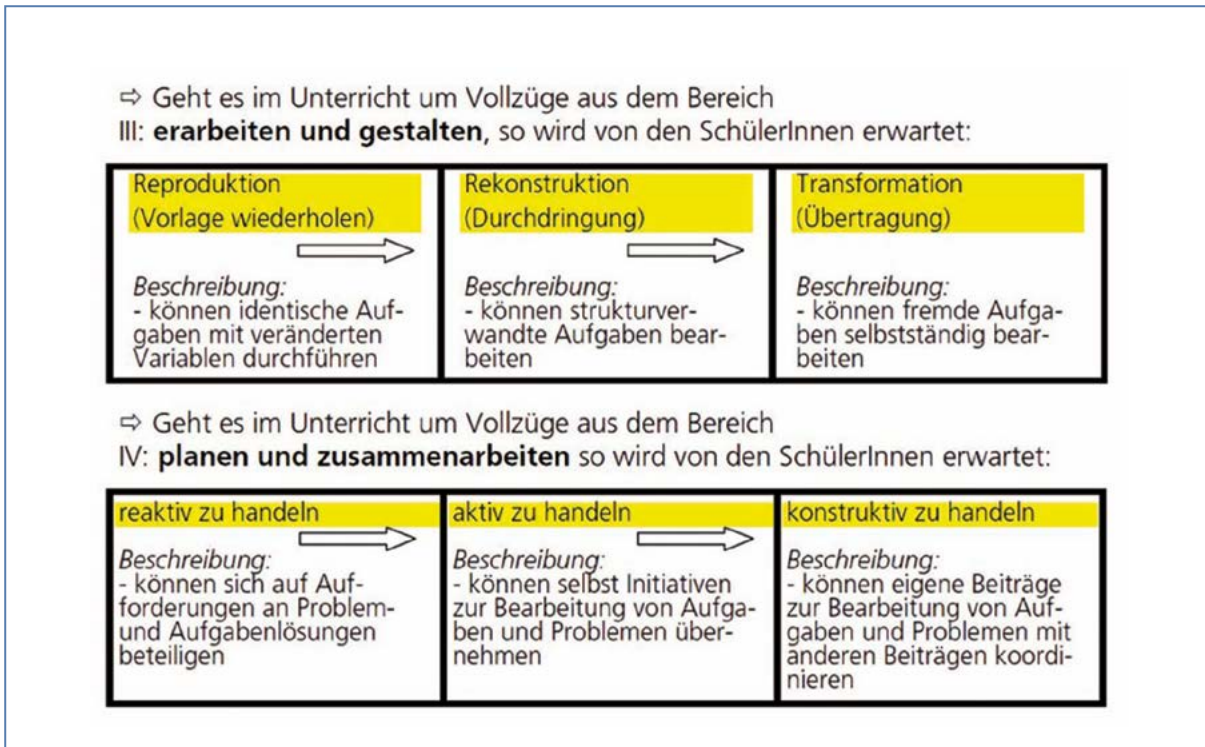 ⇨ Geht es im Unterricht um Vollzüge aus dem Bereich
III: erarbeiten und gestalten, so wird von den SchülerInnen erwartet:
Reproduktion
(Vorlage wiederholen)
Beschreibung:
- können identische Auf-
gaben mit veränderten
Variablen durchführen
Rekonstruktion
(Durchdringung)
Beschreibung:
- können strukturver-
wandte Aufgaben bear-
beiten
Transformation
(Übertragung)
Beschreibung:
- können fremde Aufga-
ben selbstständig bear-
beiten
⇨ Geht es im Unterricht um Vollzüge aus dem Bereich
IV: planen und zusammenarbeiten so wird von den SchülerInnen erwartet:
reaktiv zu handeln
Beschreibung:
- können sich auf Auf-
forderungen an Problem-
und Aufgabenlösungen
beteiligen
aktiv zu handeln
Beschreibung:
- können selbst Initiativen
zur Bearbeitung von Aufga-
ben und Problemen über-
nehmen
konstruktiv zu handeln
Beschreibung:
- können eigene Beiträge
zur Bearbeitung von Auf-
gaben und Problemen mit
anderen Beiträgen koordi-
nieren